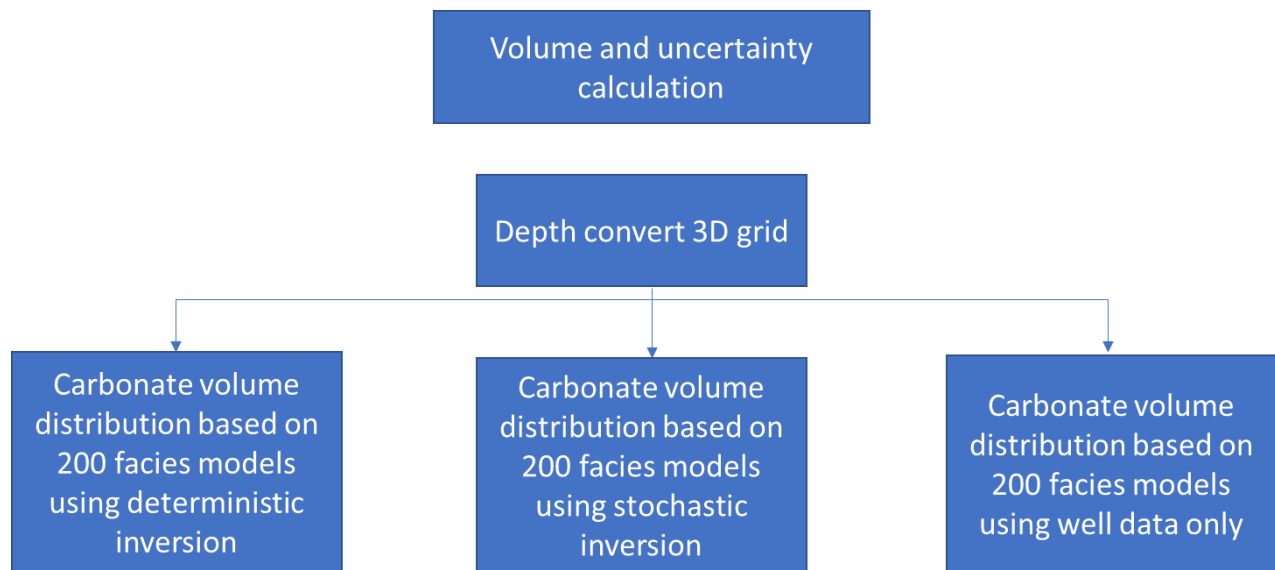 Volume and uncertainty
calculation
Depth convert 3D grid
Carbonate volume
distribution based on
200 facies models
using deterministic
inversion
Carbonate volume
distribution based on
200 facies models
using stochastic
inversion
Carbonate volume
distribution based on
200 facies models
using well data only